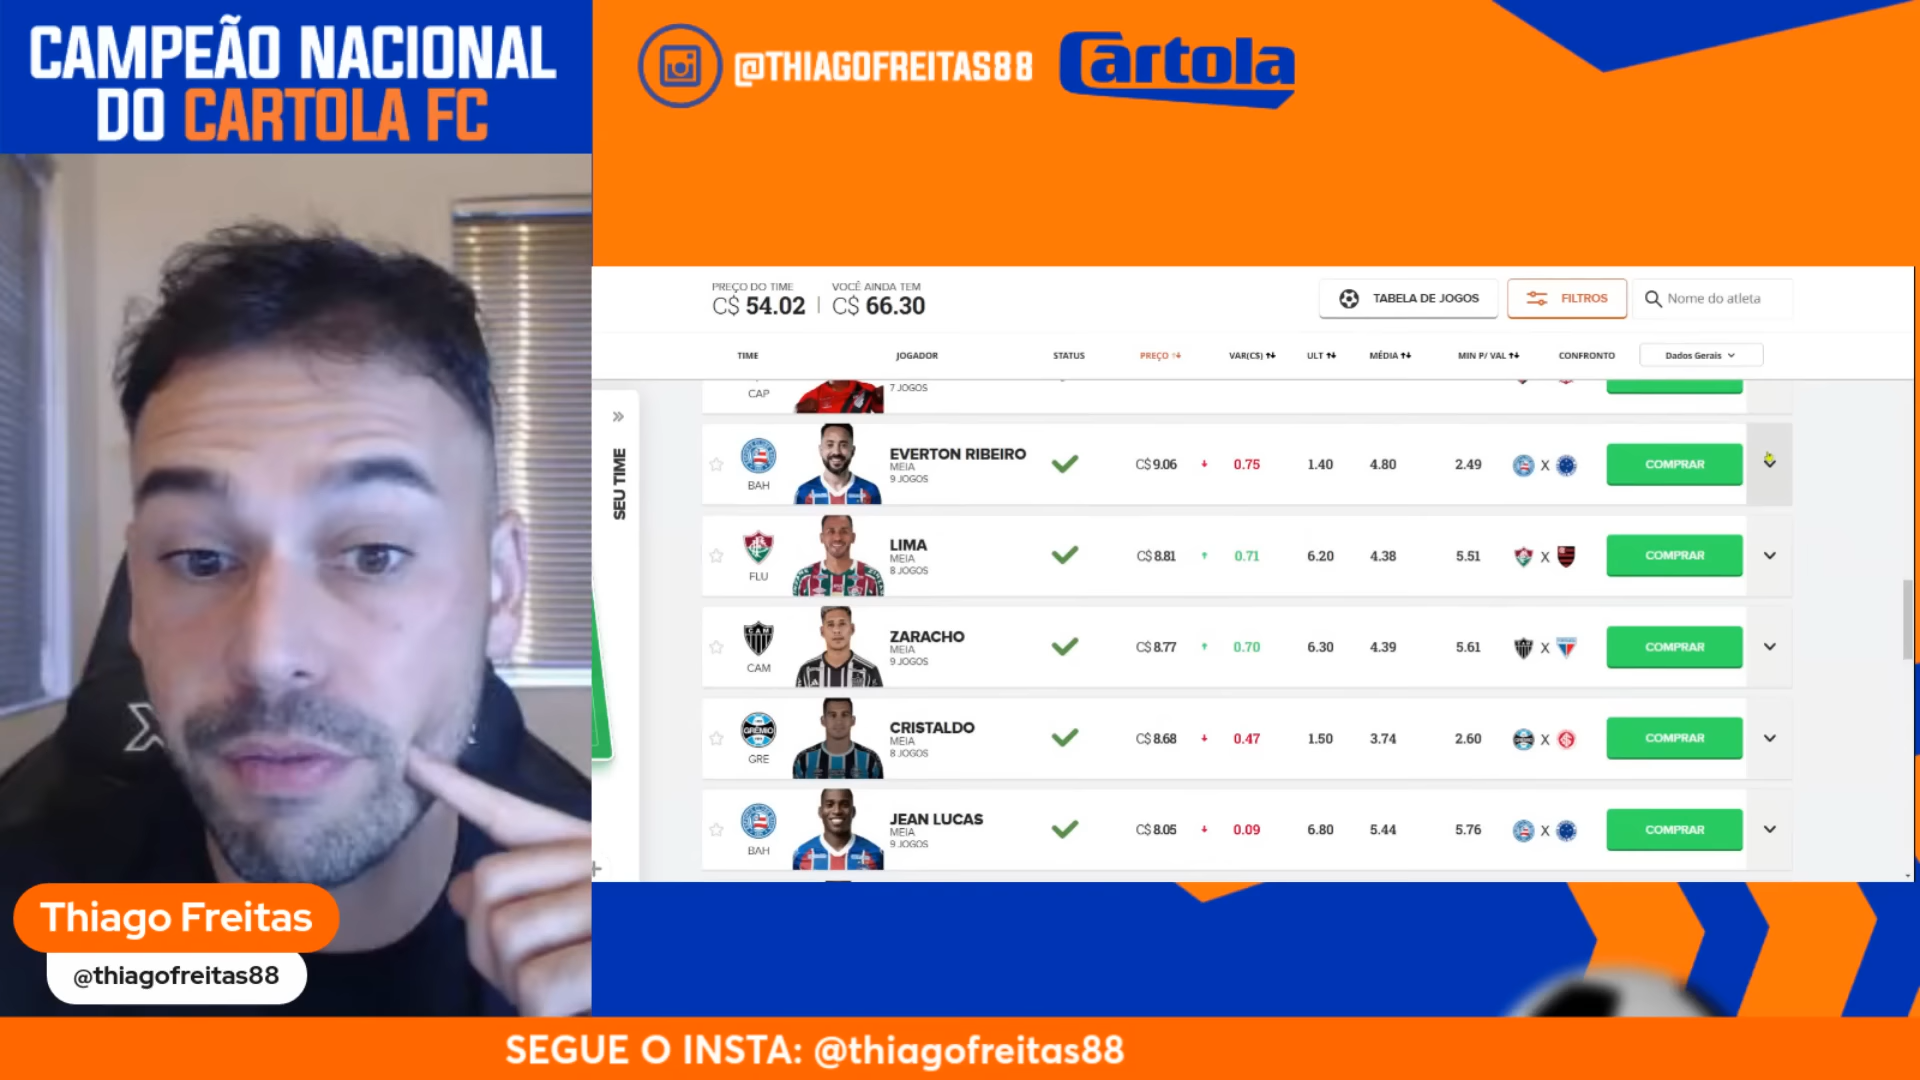 CAMPEÃO NACIONAL
DO CARTOLA FC
@THIAGOFREITAS88
Cartola
PREÇO DO TIME
C$ 54.02
VOCÊ AINDA TEM
C$ 66.30
TABELA DE JOGOS
FILTROS
Nome do atleta
TIME JOGADOR STATUS PREÇO VAR(C$) ULT MÉDIA MIN P/ VAL CONFRONTO Dados Gerais
SEU TIME
CAP
7 JOGOS
BAH
EVERTON RIBEIRO
MEIA
9 JOGOS
C$ 9.06 0.75 1.40 4.80 2.49 X COMPRAR
FLU
LIMA
MEIA
8 JOGOS
C$ 8.81 0.71 6.20 4.38 5.51 X COMPRAR
CAM
ZARACHO
MEIA
9 JOGOS
C$ 8.77 0.70 6.30 4.39 5.61 X COMPRAR
GRÊMIO
GRE
CRISTALDO
MEIA
8 JOGOS
C$ 8.68 0.47 1.50 3.74 2.60 X COMPRAR
BAH
JEAN LUCAS
MEIA
9 JOGOS
C$ 8.05 0.09 6.80 5.44 5.76 X COMPRAR
Thiago Freitas
@thiagofreitas88
SEGUE O INSTA: @thiagofreitas88